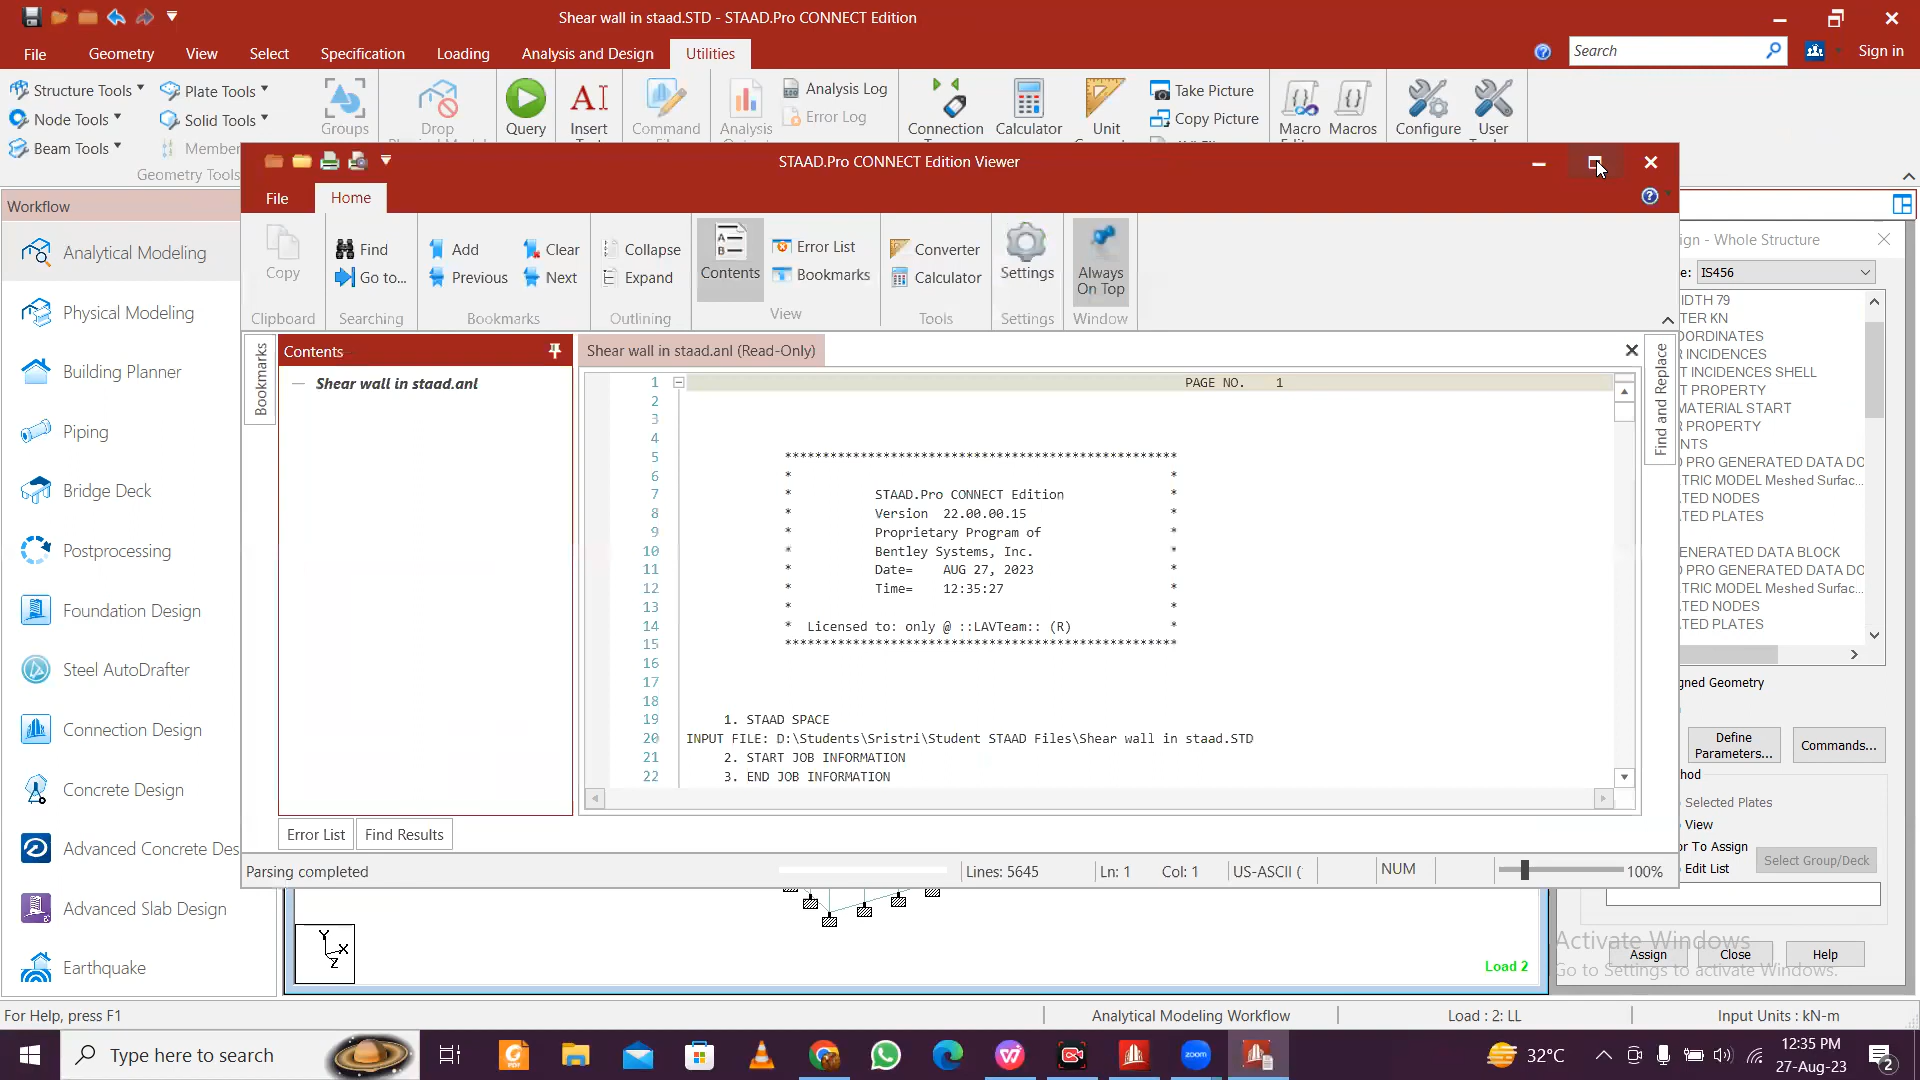 Shear wall in staad.STD - STAAD.Pro CONNECT Edition
File Geometry View Select Specification Loading Analysis and Design Utilities
Search
Sign in
Structure Tools Plate Tools
Node Tools Solid Tools
Beam Tools Member
Geometry Tools
Groups
Drop
Query
Insert
Text
Command
Analysis
Analysis Log
Error Log
Connection
Calculator
Unit
Take Picture
Copy Picture
Macro
Macros
Configure
User
STAAD.Pro CONNECT Edition Viewer
File Home
Copy
Clipboard
Find
Go to...
Searching
Add Clear
Previous Next
Bookmarks
Collapse
Expand
Outlining
Contents
Error List
Bookmarks
View
Converter
Calculator
Tools
Settings
Settings
Always
On Top
Window
Workflow
Analytical Modeling
Physical Modeling
Building Planner
Piping
Bridge Deck
Postprocessing
Foundation Design
Steel AutoDrafter
Connection Design
Concrete Design
Advanced Concrete Des
Advanced Slab Design
Earthquake
Bookmarks
Contents
Shear wall in staad.anl
Shear wall in staad.anl (Read-Only)
Find and Replace
1 PAGE NO. 1
2
3
4
5 ****************************************************
6 * *
7 * STAAD.Pro CONNECT Edition *
8 * Version 22.00.00.15 *
9 * Proprietary Program of *
10 * Bentley Systems, Inc. *
11 * Date= AUG 27, 2023 *
12 * Time= 12:35:27 *
13 * *
14 * Licensed to: only @ ::LAVTeam:: (R) *
15 ****************************************************
16
17
18
19 1. STAAD SPACE
20 INPUT FILE: D:\Students\Sristri\Student STAAD Files\Shear wall in staad.STD
21 2. START JOB INFORMATION
22 3. END JOB INFORMATION
Error List Find Results
Parsing completed
Lines: 5645 Ln: 1 Col: 1 US-ASCII ( NUM 100%
ign - Whole Structure
e: IS456
IDTH 79
TER KN
OORDINATES
R INCIDENCES
T INCIDENCES SHELL
T PROPERTY
MATERIAL START
R PROPERTY
NTS
D PRO GENERATED DATA DO
TRIC MODEL Meshed Surfac...
ATED NODES
ATED PLATES
ENERATED DATA BLOCK
D PRO GENERATED DATA DO
TRIC MODEL Meshed Surfac...
ATED NODES
ATED PLATES
gned Geometry
Define
Parameters...
Commands...
hod
Selected Plates
View
or To Assign
Edit List
Select Group/Deck
Assign Close Help
Activate Windows
Go to Settings to activate Windows.
Y
X
Z
Load 2
For Help, press F1
Analytical Modeling Workflow
Load : 2: LL
Input Units : kN-m
Type here to search
PDF
zoom
32°C
12:35 PM
27-Aug-23
2